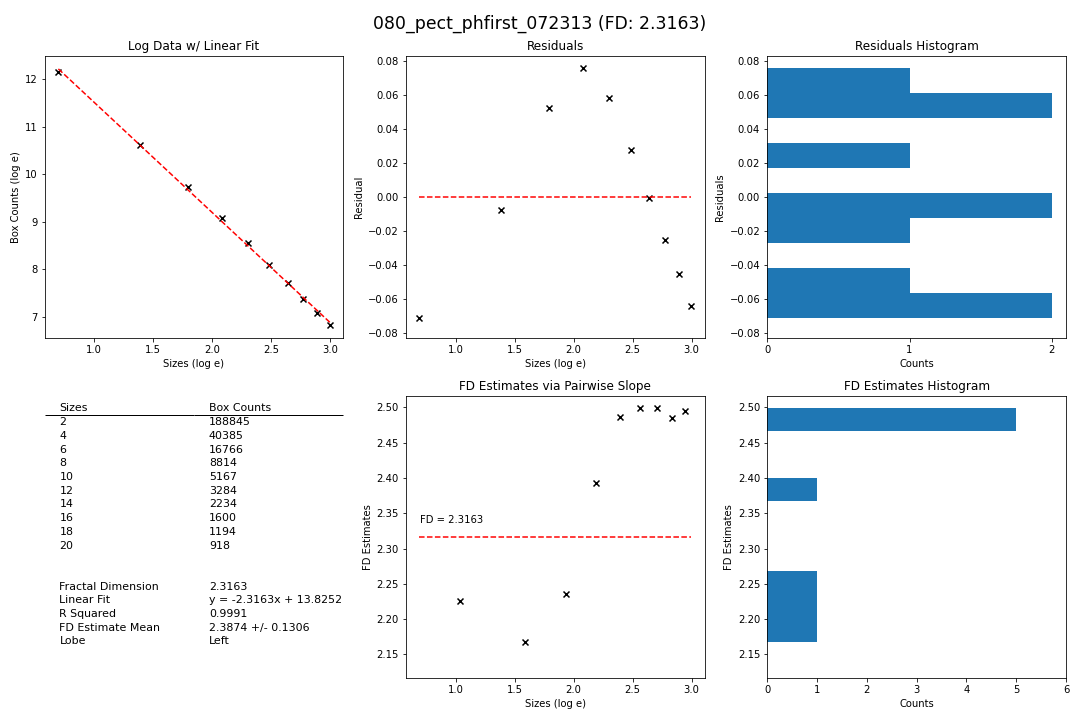 080_pect_phfirst_072313 (FD: 2.3163)
Log Data w/ Linear Fit
12
11
10
9
8
7
Box Counts (log e)
1.0 1.5 2.0 2.5 3.0
Sizes (log e)
Residuals
0.08
0.06
0.04
0.02
0.00
−0.02
−0.04
−0.06
−0.08
Residual
1.0 1.5 2.0 2.5 3.0
Sizes (log e)
Residuals Histogram
0.08
0.06
0.04
0.02
0.00
−0.02
−0.04
−0.06
−0.08
Residuals
0 1 2
Counts
Sizes Box Counts
2 188845
4 40385
6 16766
8 8814
10 5167
12 3284
14 2234
16 1600
18 1194
20 918
Fractal Dimension 2.3163
Linear Fit y = -2.3163x + 13.8252
R Squared 0.9991
FD Estimate Mean 2.3874 +/- 0.1306
Lobe Left
FD Estimates via Pairwise Slope
2.50
2.45
2.40
2.35
2.30
2.25
2.20
2.15
FD Estimates
FD = 2.3163
1.0 1.5 2.0 2.5 3.0
Sizes (log e)
FD Estimates Histogram
2.50
2.45
2.40
2.35
2.30
2.25
2.20
2.15
FD Estimates
0 1 2 3 4 5 6
Counts